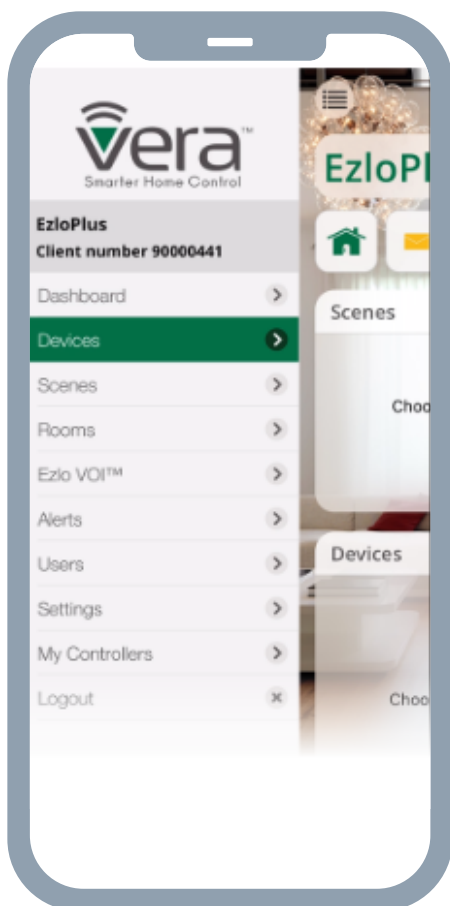 vera™
Smarter Home Control
EzloPlus
Client number 90000441
Dashboard
Devices
Scenes
Rooms
Ezlo VOI™
Alerts
Users
Settings
My Controllers
Logout
EzloPl
Scenes
Choo
Devices
Choo